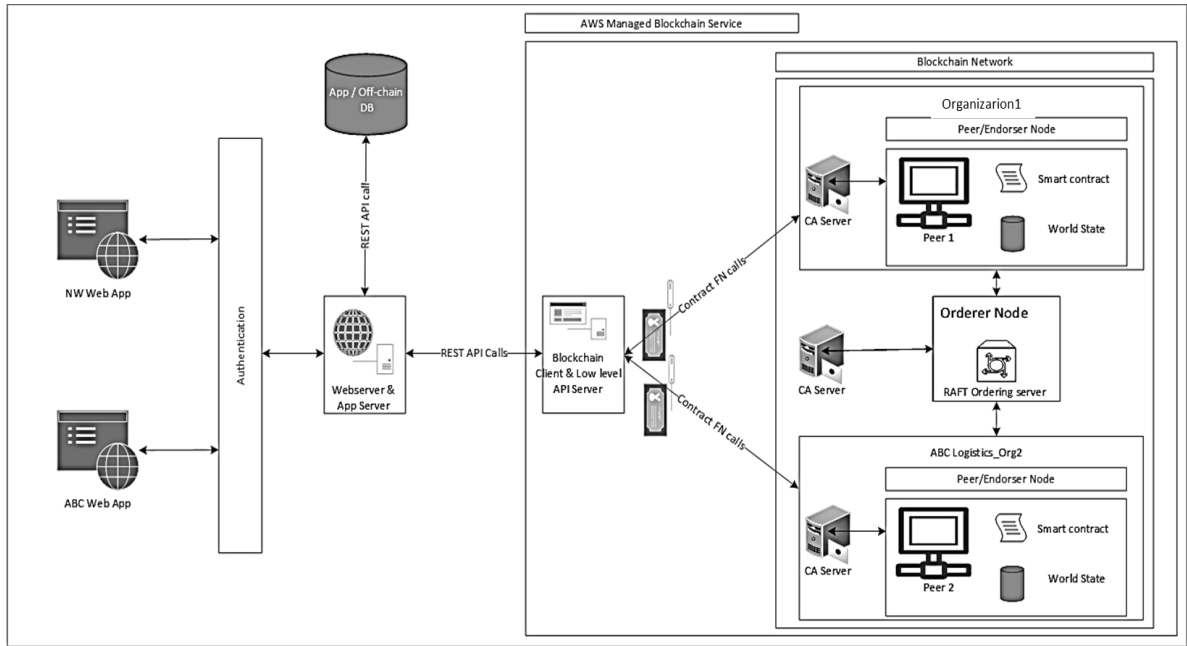 AWS Managed Blockchain Service
Blockchain Network
App / Off-chain
DB
Organizarion1
Peer/Endorser Node
Smart contract
CA Server
Peer 1
World State
REST API call
NW Web App
Authentication
Contract FN calls
Orderer Node
REST API Calls
Blockchain
Client & Low level
API Server
Webserver &
App Server
CA Server
RAFT Ordering server
Contract FN calls
ABC Logistics_Org2
Peer/Endorser Node
ABC Web App
Smart contract
CA Server
Peer 2
World State